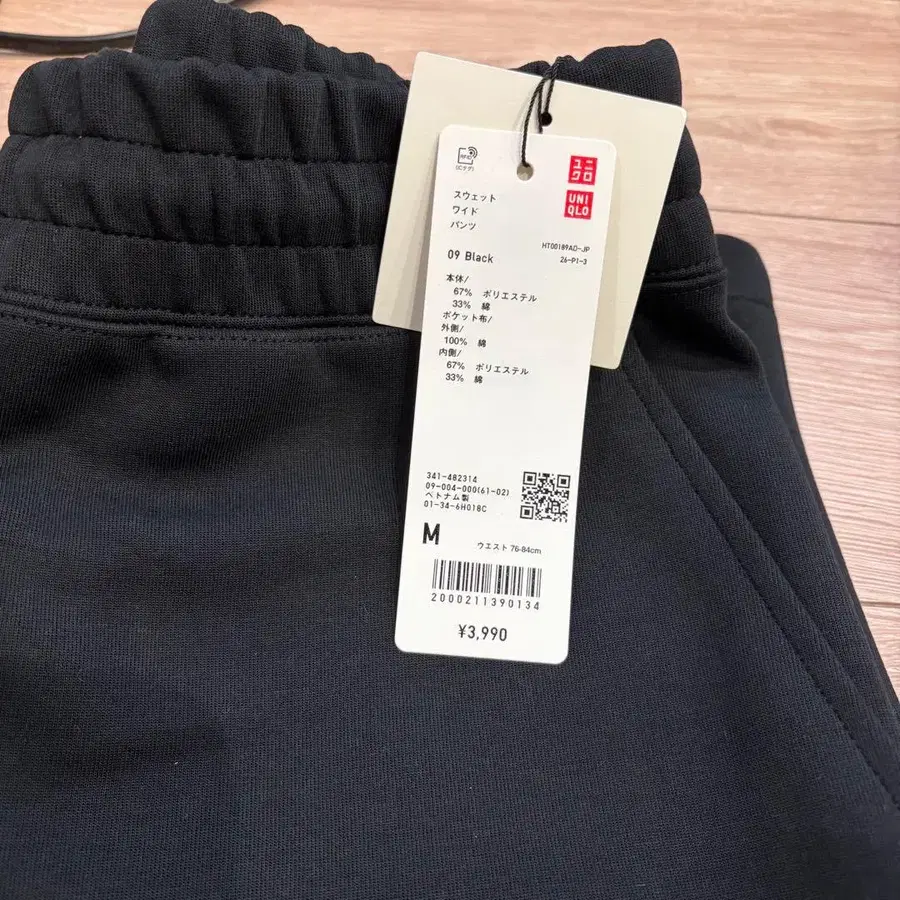 RFID
(ICタグ)
ユニ
クロ
UNI
QLO
スウェット
ワイド
パンツ
HT00189AD-JP
09 Black
26-P1-3
本体/
67% ポリエステル
33% 綿
ポケット布/
外側/
100% 綿
内側/
67% ポリエステル
33% 綿
341-482314
09-004-000(61-02)
ベトナム製
01-34-6H018C
M ウエスト 76-84cm
2000211390134
¥3,990